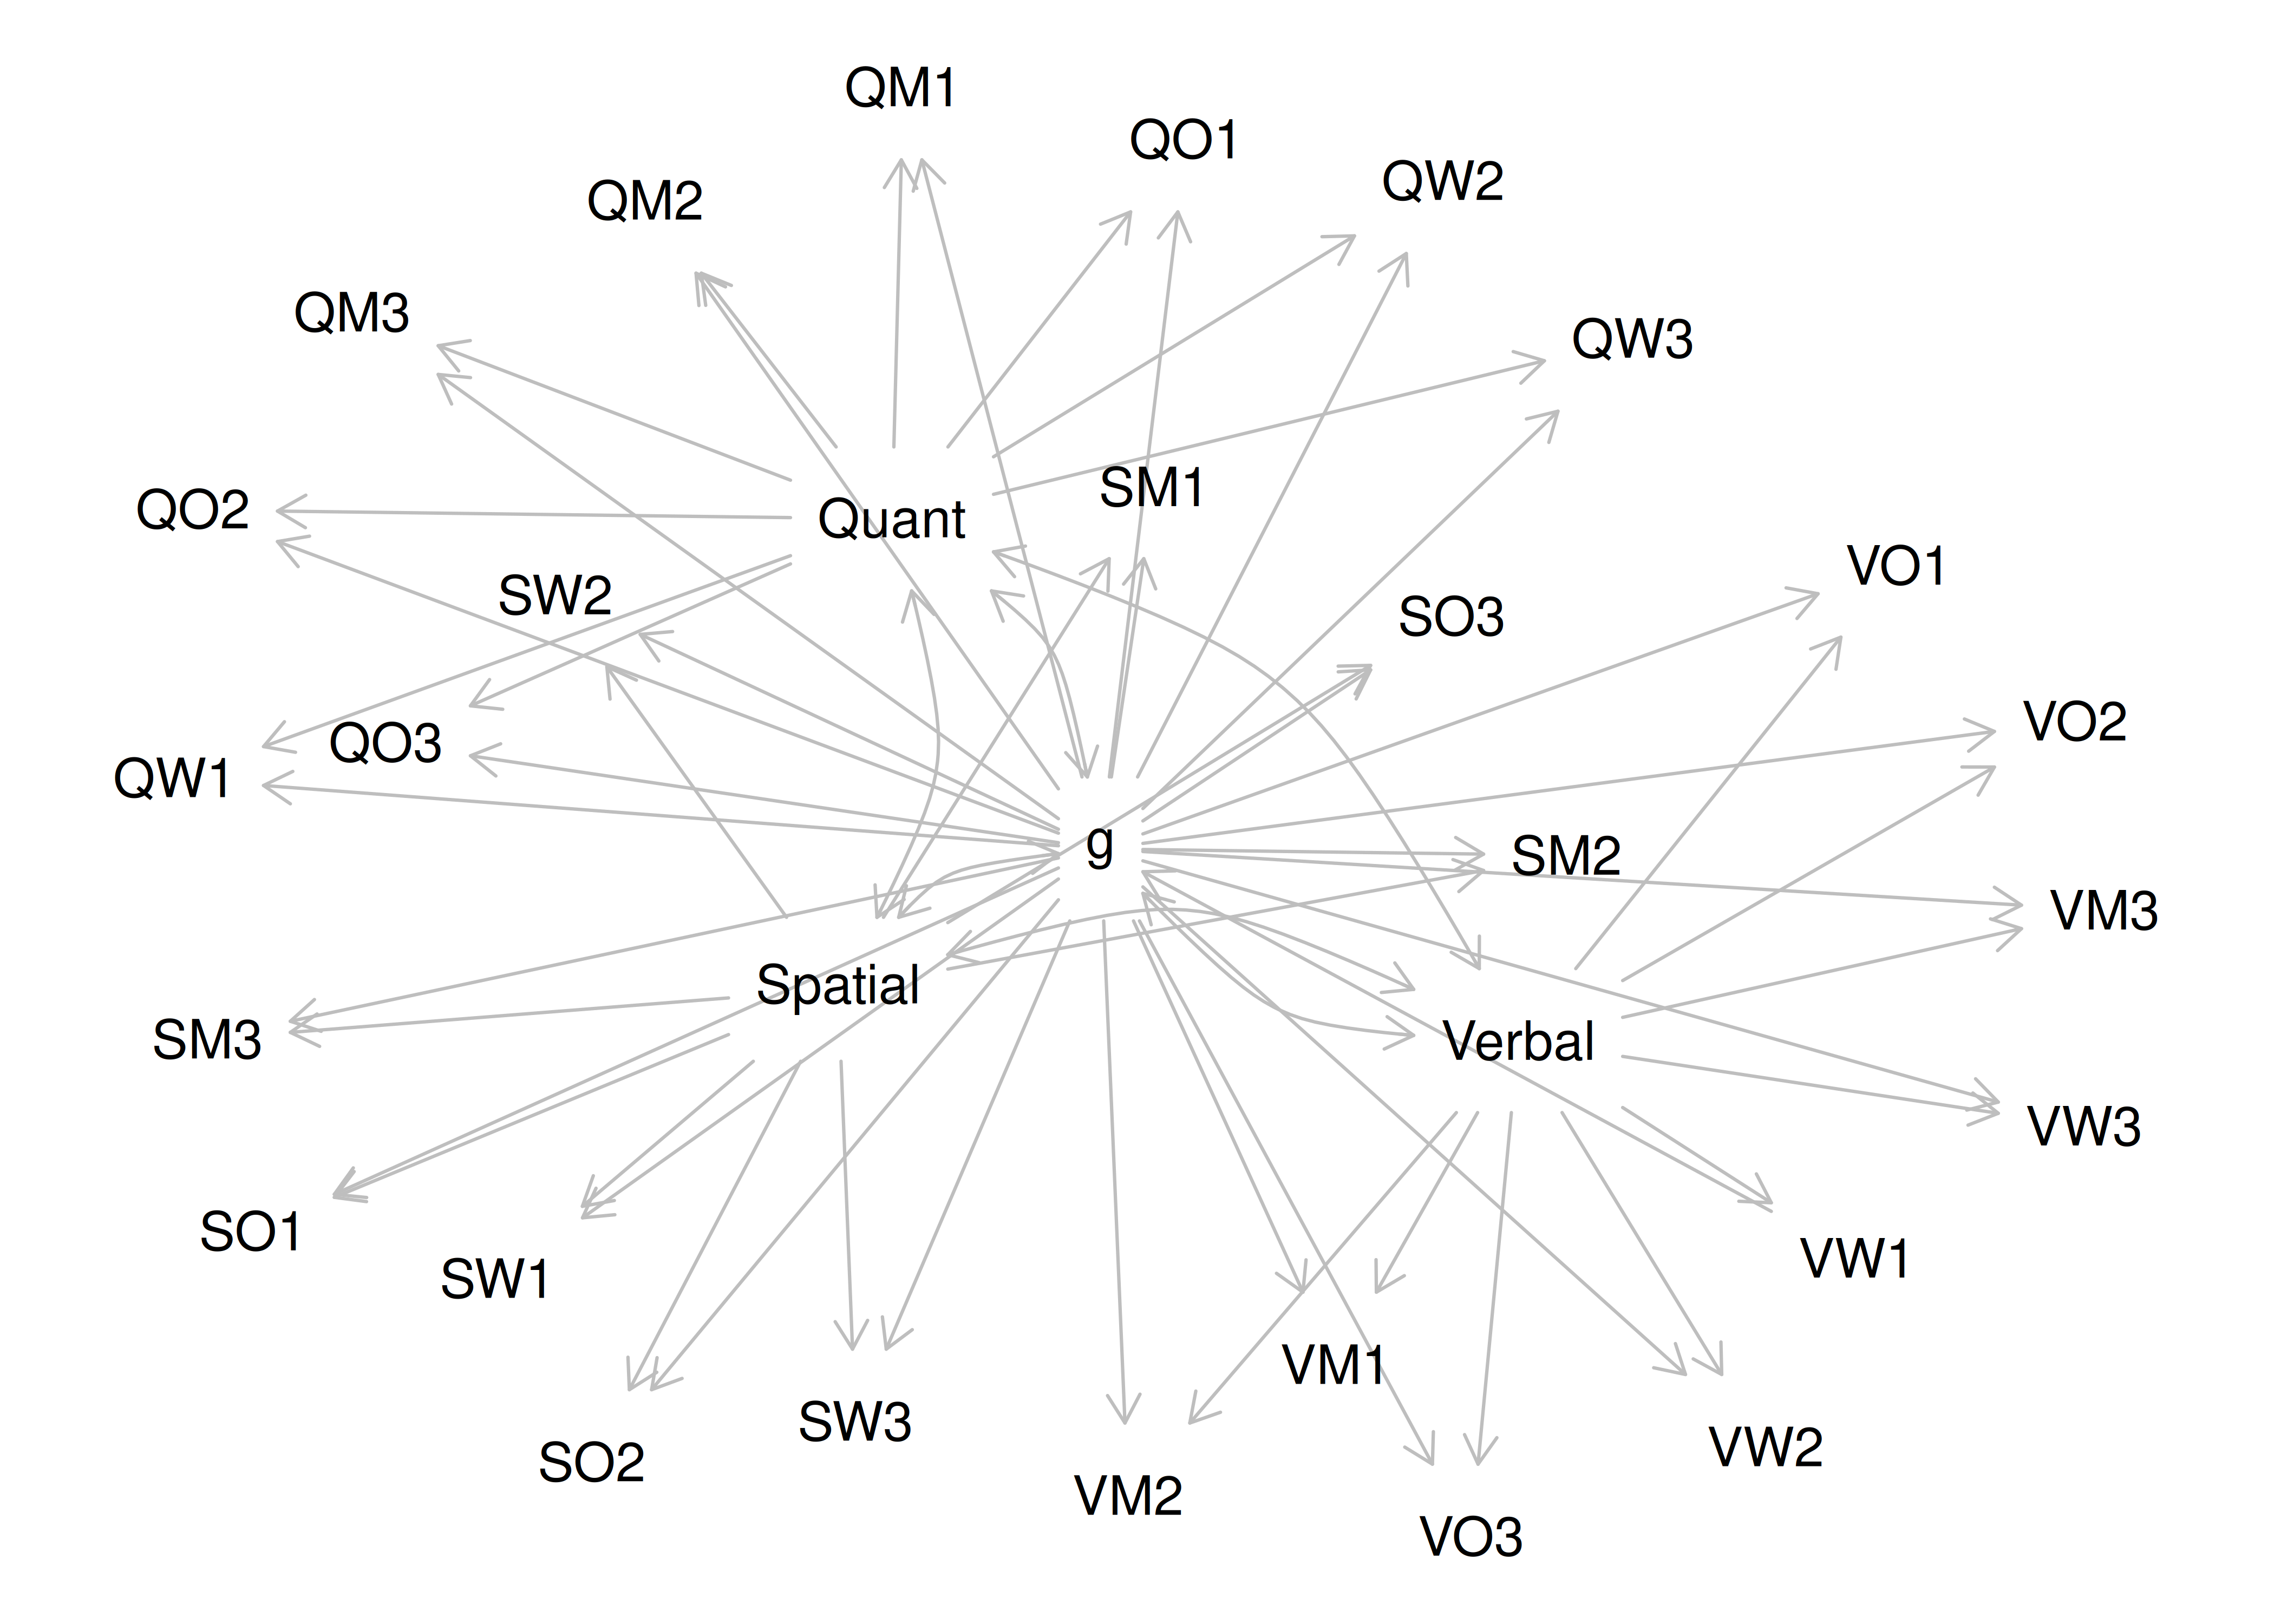 QM1
QO1
QW2
QM2
QM3
QW3
SM1
QO2
Quant
VO1
SW2
SO3
VO2
QO3
QW1
g
SM2
VM3
Spatial
SM3
Verbal
VW3
SO1
VW1
SW1
VM1
SW3
VW2
SO2
VM2
VO3